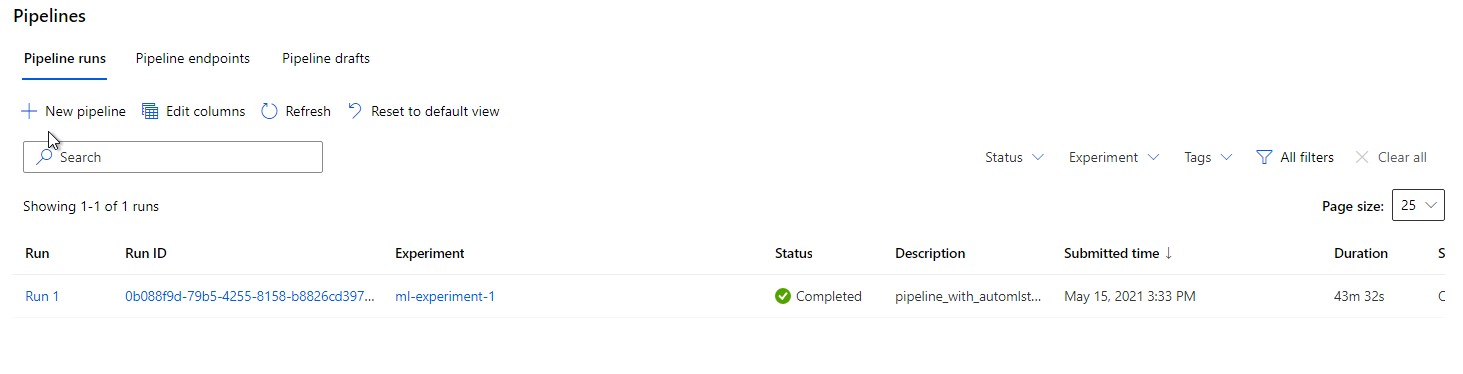 Pipelines
Pipeline runs Pipeline endpoints Pipeline drafts
New pipeline Edit columns Refresh Reset to default view
Search Status Experiment Tags All filters Clear all
Showing 1-1 of 1 runs Page size: 25
Run Run ID Experiment Status Description Submitted time ↓ Duration S
Run 1 0b088f9d-79b5-4255-8158-b8826cd397... ml-experiment-1 Completed pipeline_with_automlst... May 15, 2021 3:33 PM 43m 32s C